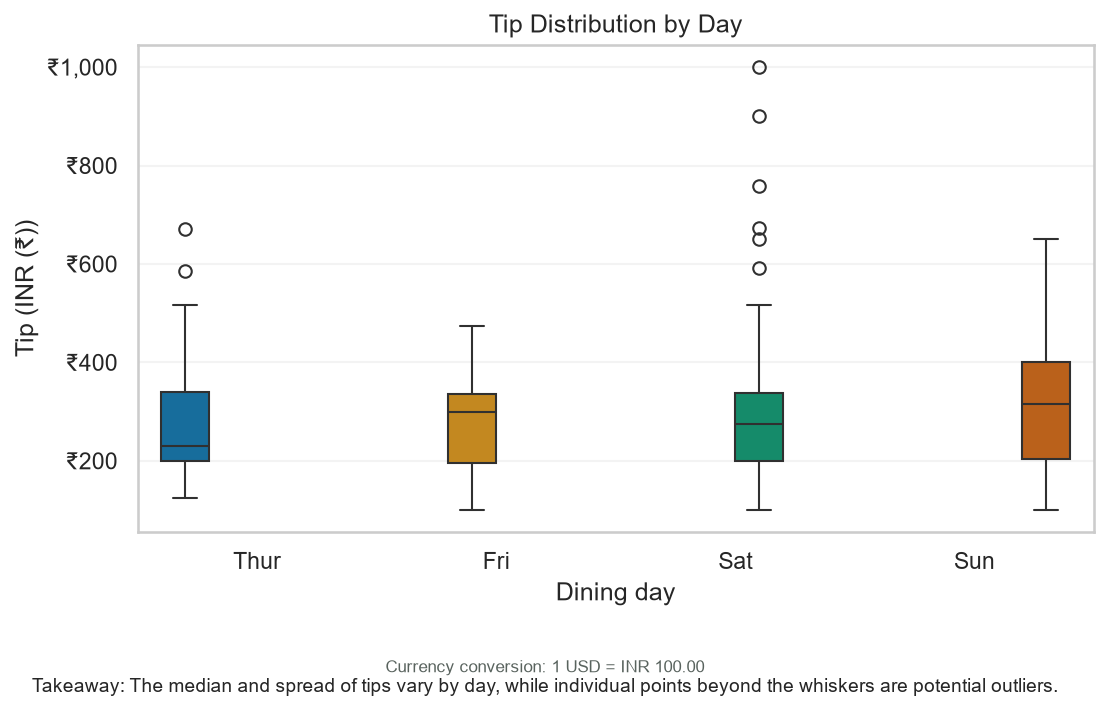 Tip Distribution by Day
Tip (INR (₹))
₹1,000
₹800
₹600
₹400
₹200
Thur Fri Sat Sun
Dining day
Currency conversion: 1 USD = INR 100.00
Takeaway: The median and spread of tips vary by day, while individual points beyond the whiskers are potential outliers.